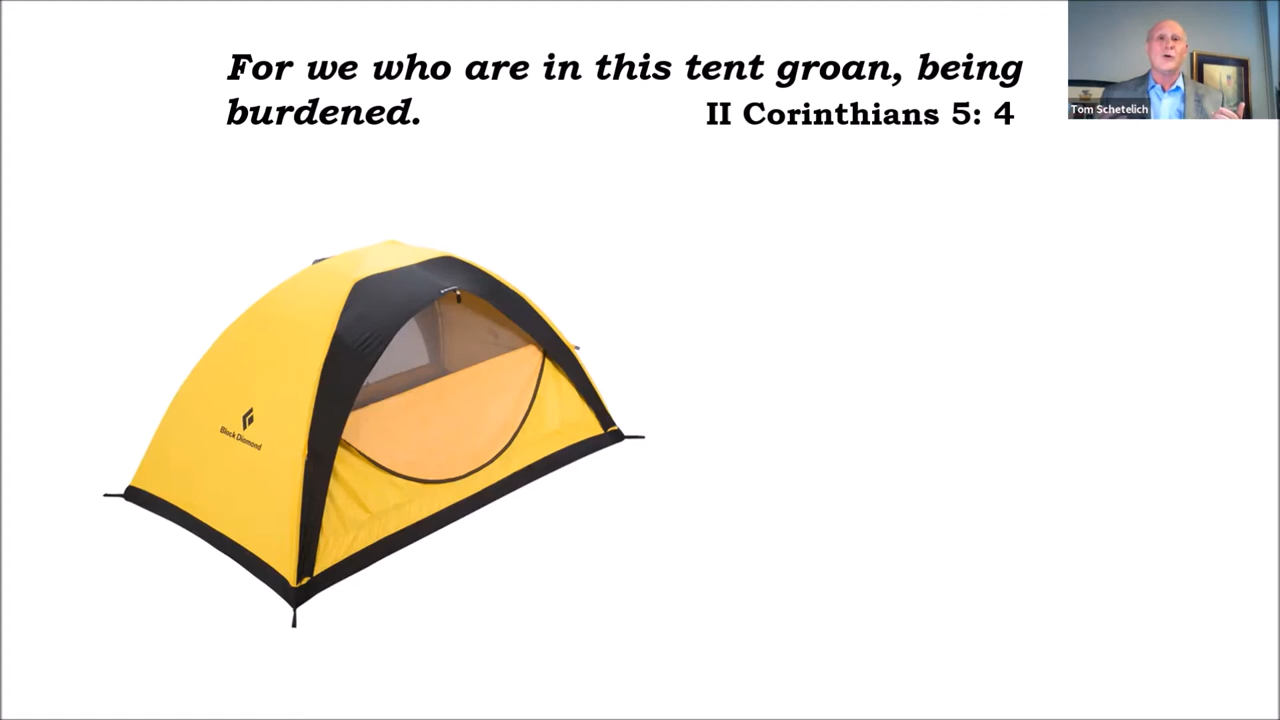 For we who are in this tent groan, being
burdened. II Corinthians 5: 4
Tom Schetelich
Black Diamond